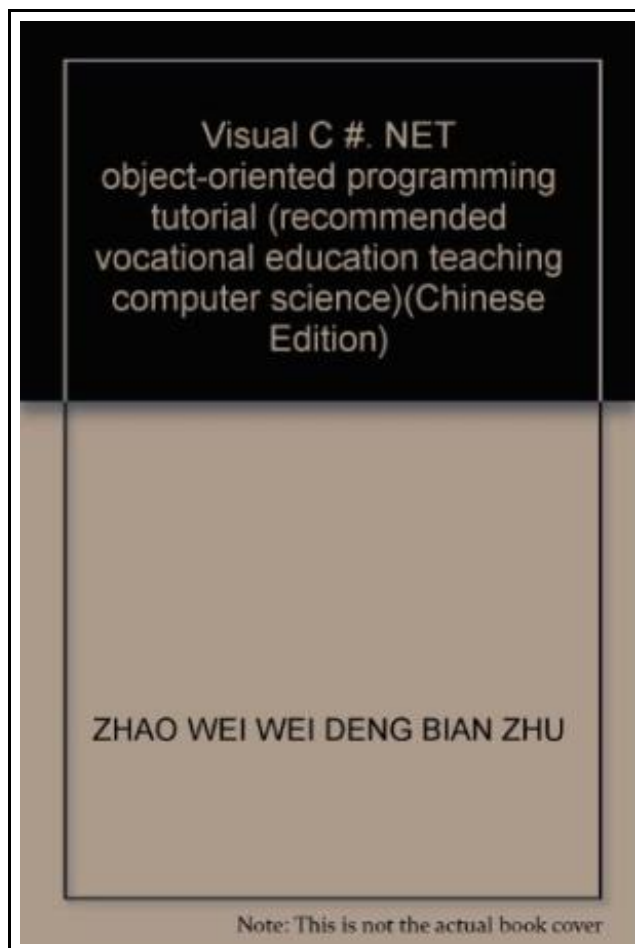 Visual C #. NET
object-oriented programming
tutorial (recommended
vocational education teaching
computer science)(Chinese
Edition)
ZHAO WEI WEI DENG BIAN ZHU
Note: This is not the actual book cover